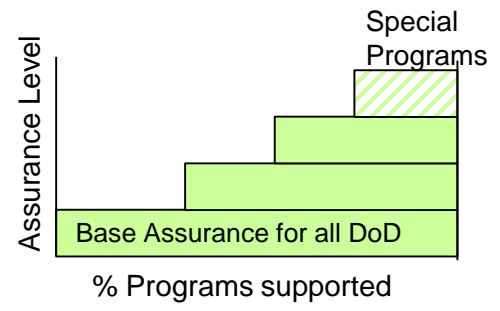 Special
Programs
Assurance Level
Base Assurance for all DoD
% Programs supported